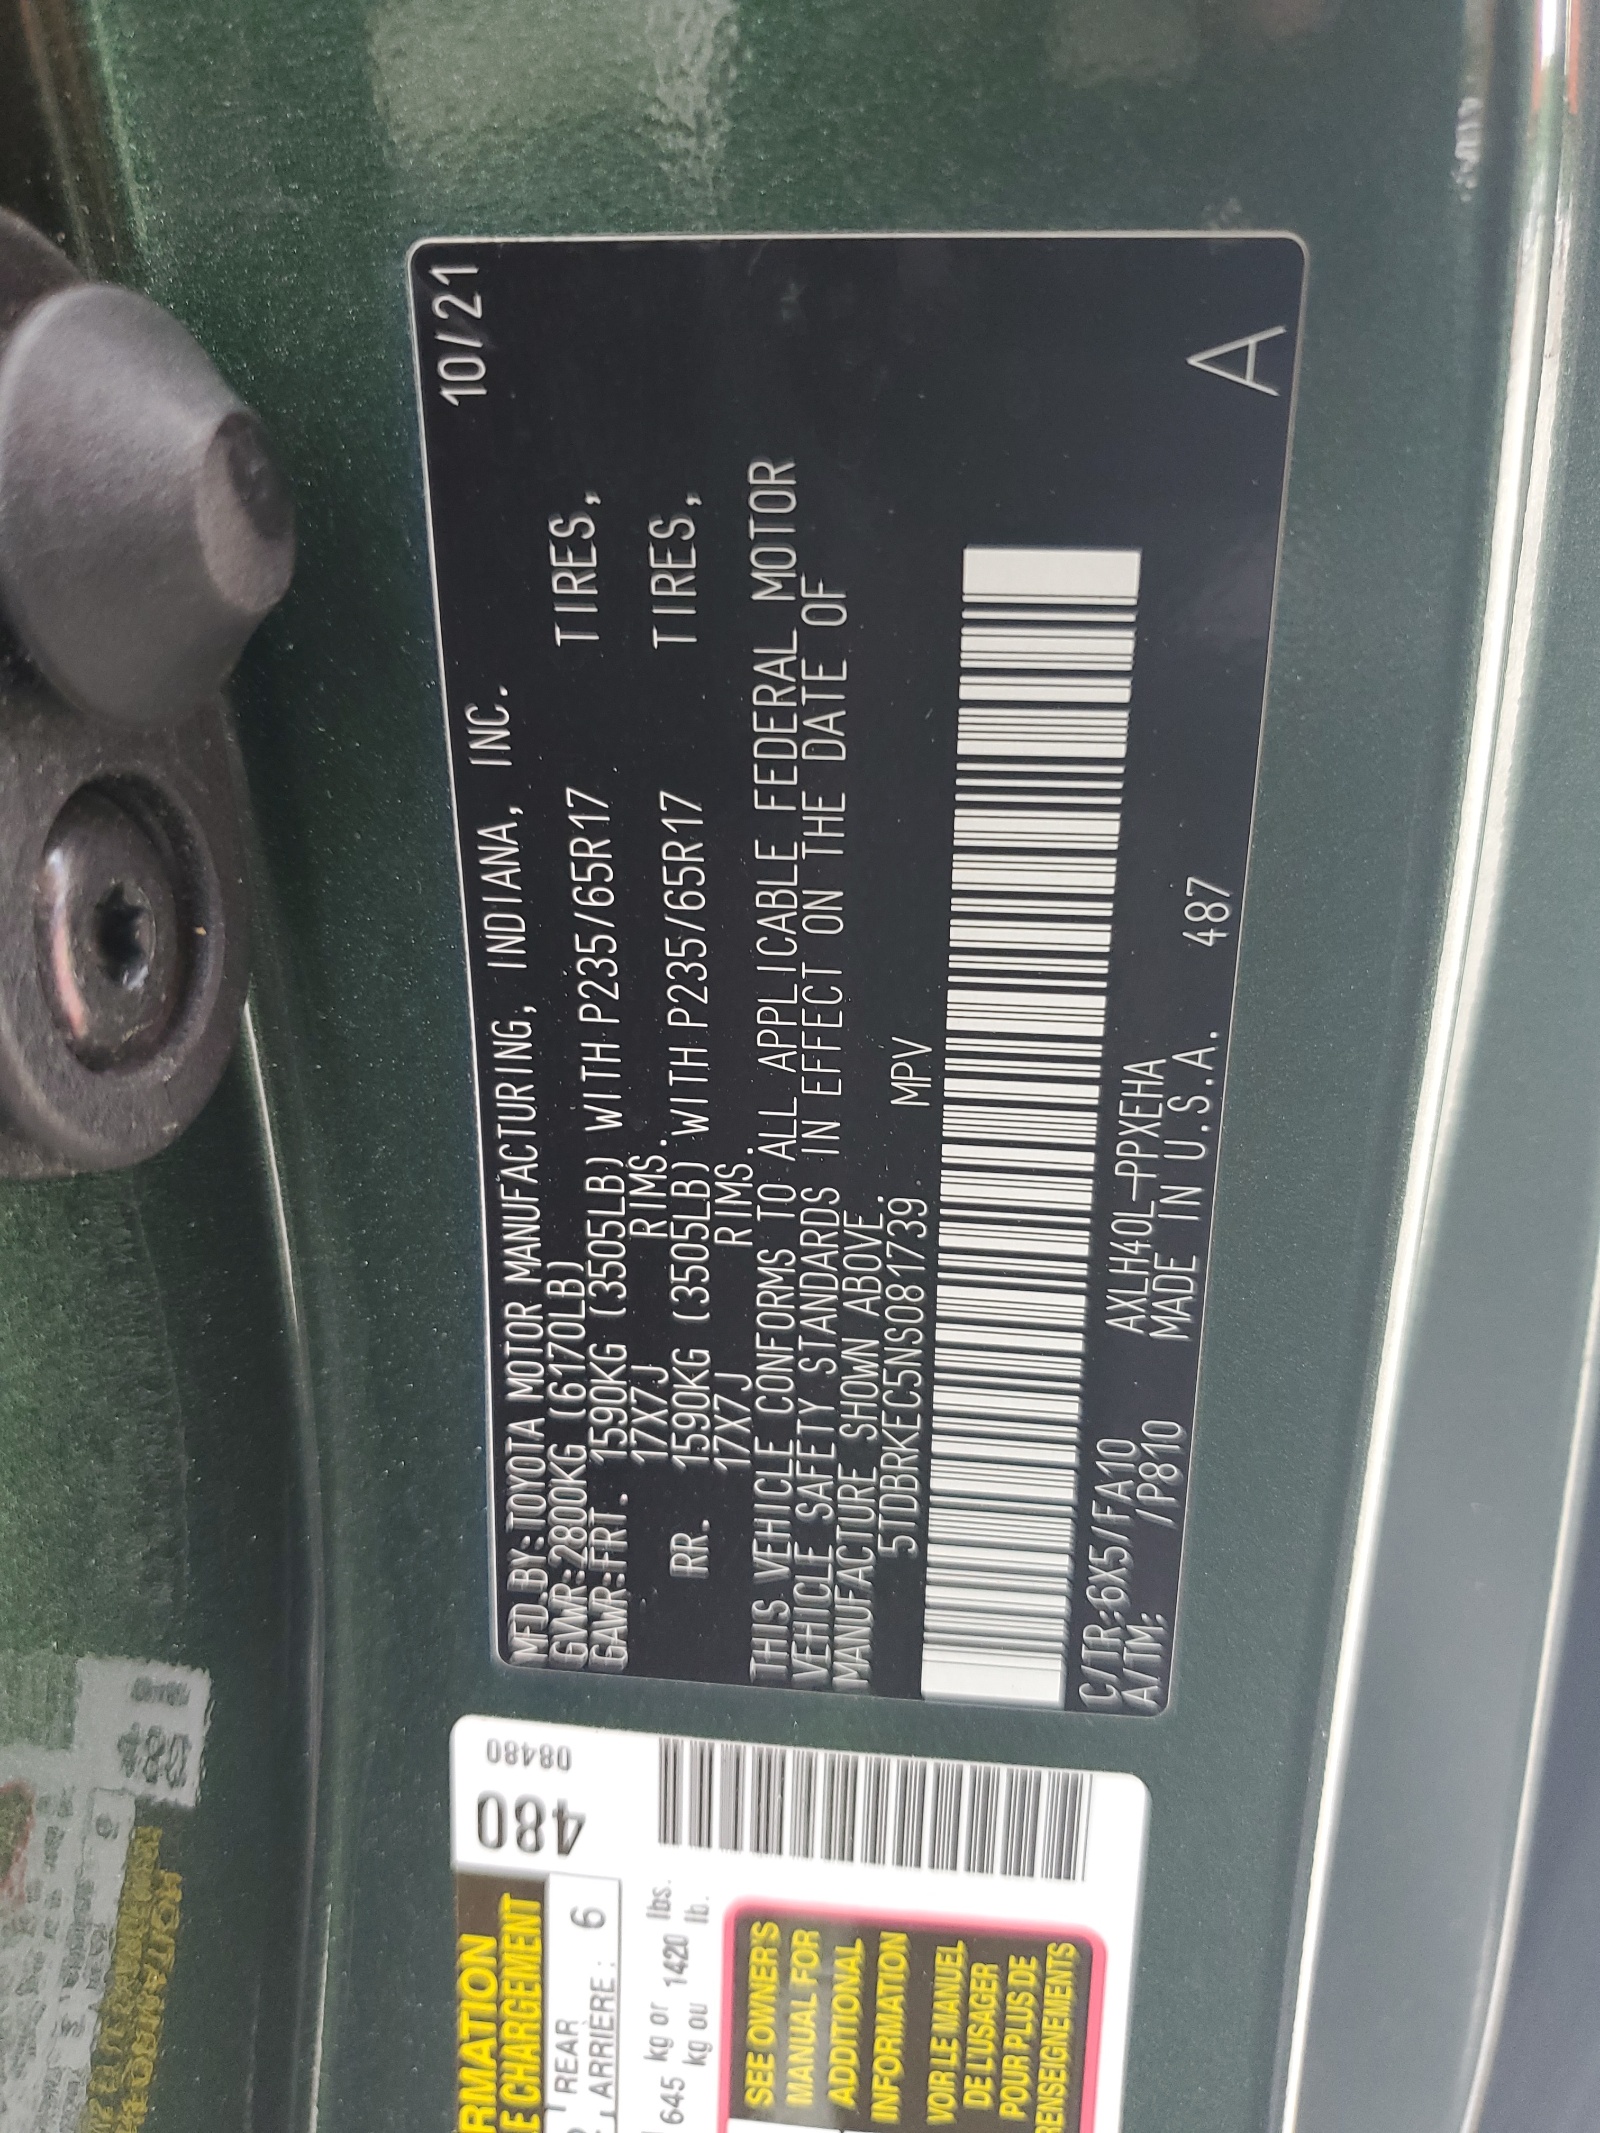 10/21
MFD.BY:TOYOTA MOTOR MANUFACTURING, INDIANA, INC.
GVWR:2800KG (6170LB)
GAWR:FRT. 1590KG (3505LB) WITH P235/65R17 TIRES,
17X7J RIMS.
RR. 1590KG (3505LB) WITH P235/65R17 TIRES,
17X7J RIMS.
THIS VEHICLE CONFORMS TO ALL APPLICABLE FEDERAL MOTOR
VEHICLE SAFETY STANDARDS IN EFFECT ON THE DATE OF
MANUFACTURE SHOWN ABOVE.
5TDBRKEC5NS081739 MPV
C/TR:6X5/FA10 AXLH40L-PPXEHA
A/TM: /P810 MADE IN U.S.A. 487
A
480
08480
RMATION
E CHARGEMENT
REAR
ARRIÈRE: 6
645 kg or 1420 lbs.
kg ou lb.
SEE OWNER'S
MANUAL FOR
ADDITIONAL
INFORMATION
VOIR LE MANUEL
DE L'USAGER
POUR PLUS DE
RENSEIGNEMENTS